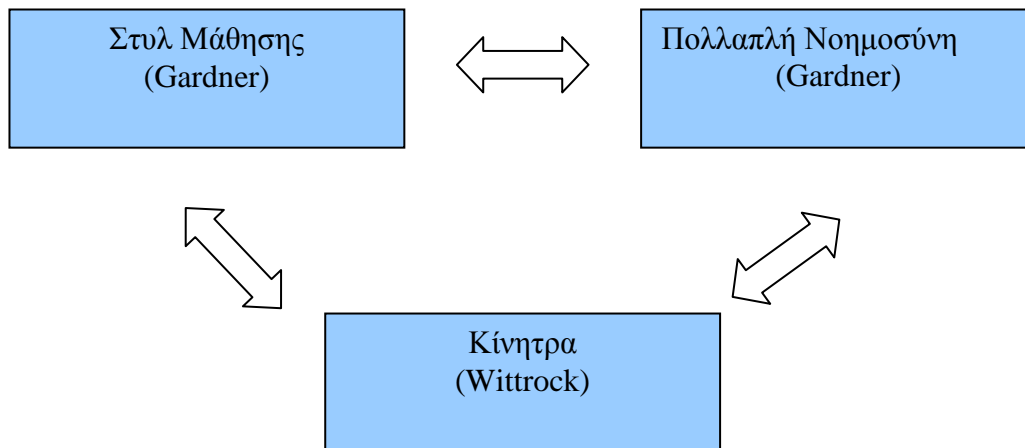 Στυλ Μάθησης
(Gardner)
Πολλαπλή Νοημοσύνη
(Gardner)
Κίνητρα
(Wittrock)